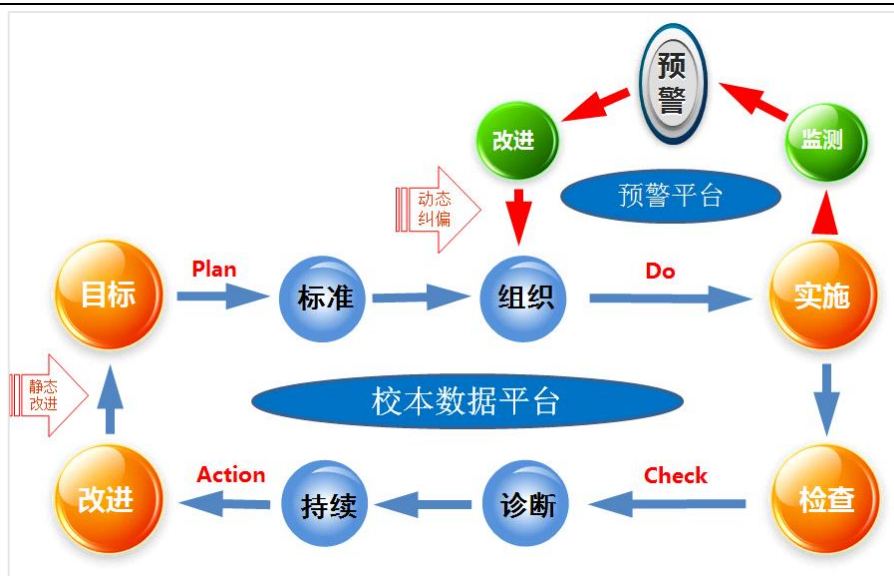 预
警
改进
监测
动态
纠偏
预警平台
Plan
Do
目标
标准
组织
实施
静态
改进
校本数据平台
Action
Check
改进
持续
诊断
检查